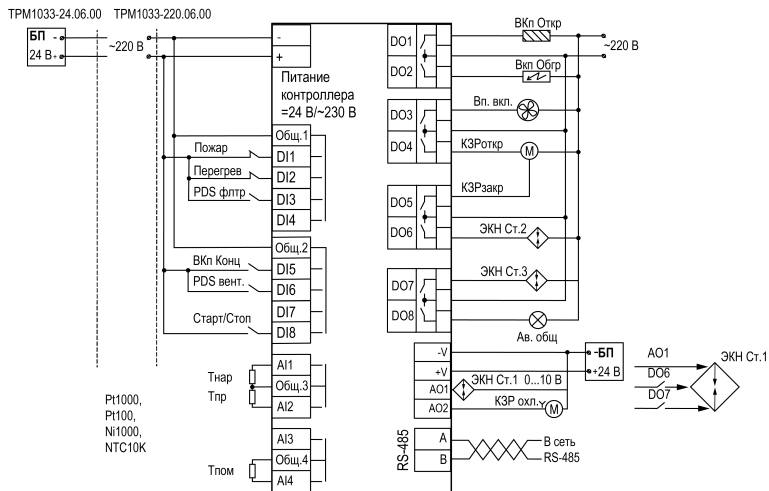 ТРМ1033-24.06.00 ТРМ1033-220.06.00
БП -
24 В+
~220 В
-
+
Питание
контроллера
=24 В/~230 В
Общ.1
Пожар
DI1
Перегрев
DI2
PDS флтр
DI3
DI4
Общ.2
ВКп Конц
DI5
PDS вент.
DI6
DI7
Старт/Стоп
DI8
Тнар
AI1
Общ.3
Тпр
AI2
Pt1000,
Pt100,
Ni1000,
NTC10K
AI3
Общ.4
Тпом
AI4
DO1
ВКп Откр
~220 В
DO2
Вкп Обгр
DO3
Вп. вкл.
DO4
КЗРоткр
М
КЗРзакр
DO5
DO6
ЭКН Ст.2
DO7
ЭКН Ст.3
DO8
Ав. общ
-V
-БП
+V
+24 В
AO1
ЭКН Ст.1 0...10 В
AO2
КЗР охл.
М
AO1
ЭКН Ст.1
DO6
DO7
RS-485
A
В сеть
B
RS-485